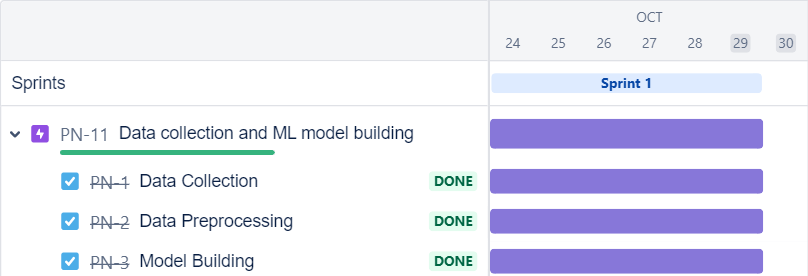 OCT
24 25 26 27 28 29 30
Sprints
Sprint 1
PN-11 Data collection and ML model building
PN-1 Data Collection DONE
PN-2 Data Preprocessing DONE
PN-3 Model Building DONE